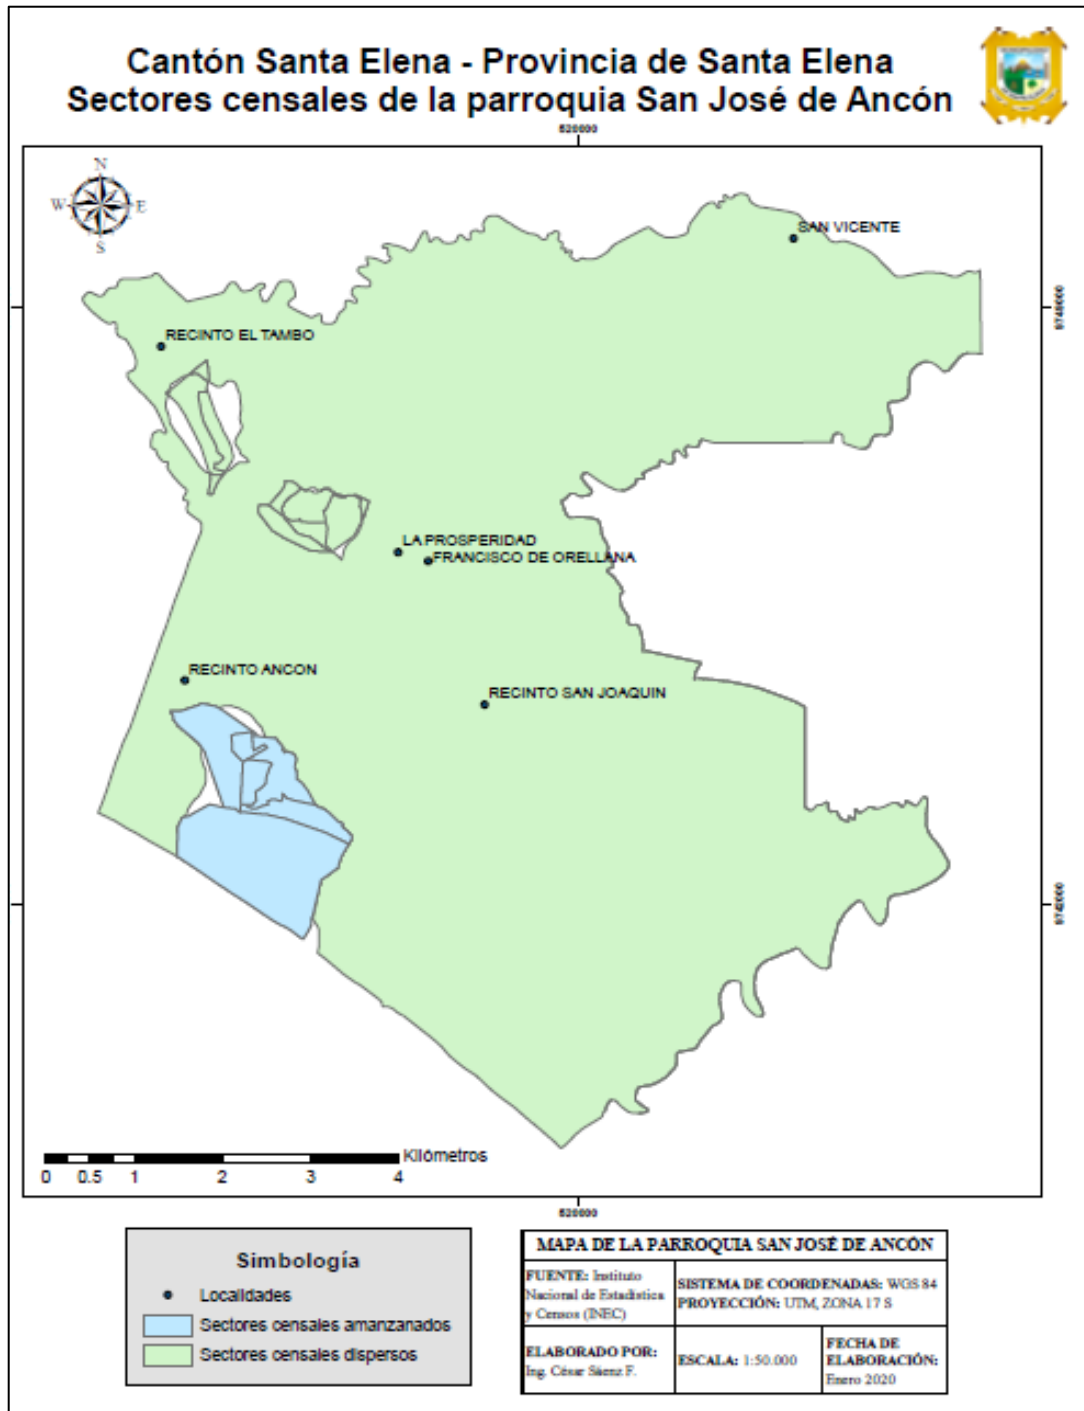 Cantón Santa Elena - Provincia de Santa Elena
Sectores censales de la parroquia San José de Ancón
520000
N
W E
S
SAN VICENTE
9748000
RECINTO EL TAMBO
LA PROSPERIDAD
FRANCISCO DE ORELLANA
RECINTO ANCON
RECINTO SAN JOAQUIN
9742000
Kilómetros
0 0.5 1 2 3 4
520000
Simbología
Localidades
Sectores censales amanzanados
Sectores censales dispersos
MAPA DE LA PARROQUIA SAN JOSÉ DE ANCÓN
FUENTE: Instituto
Nacional de Estadística
y Censos (INEC)
SISTEMA DE COORDENADAS: WGS 84
PROYECCIÓN: UTM, ZONA 17 S
ELABORADO POR:
Ing. César Sáenz F.
ESCALA: 1:50.000
FECHA DE
ELABORACIÓN:
Enero 2020